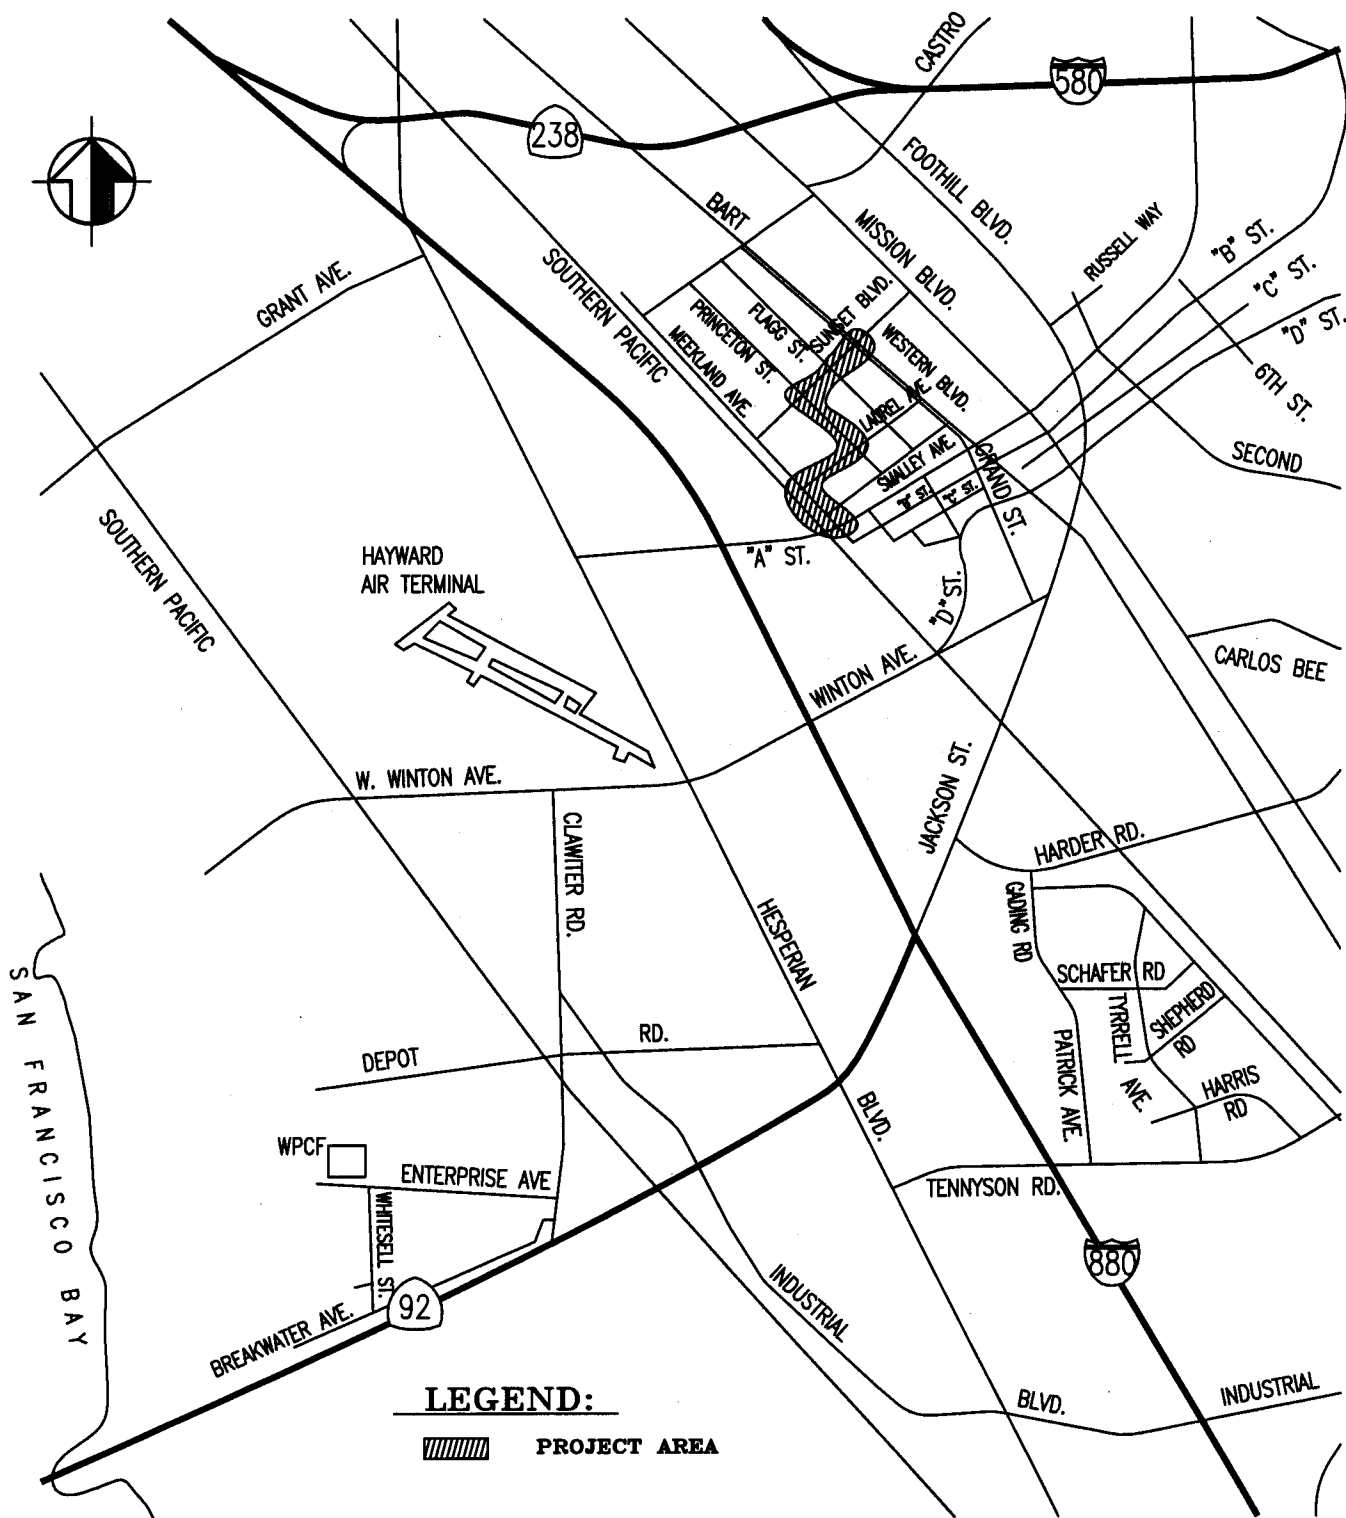 CASTRO
580
238
FOOTHILL BLVD.
BART
MISSION BLVD.
RUSSELL WAY
"B" ST.
"C" ST.
"D" ST.
GRANT AVE.
SOUTHERN PACIFIC
SUNSET BLVD.
FLAGG ST.
PRINCETON ST.
MEEKLAND AVE.
WESTERN BLVD.
LAUREL AVE
6TH ST.
SECOND
SMALLEY AVE.
GRAND ST.
"B" ST.
"C" ST.
SOUTHERN PACIFIC
HAYWARD
AIR TERMINAL
"A" ST.
"D" ST.
WINTON AVE.
CARLOS BEE
W. WINTON AVE.
JACKSON ST.
CLAWITER RD.
HARDER RD.
HESPERIAN
GADING RD
SCHAFER RD
SHEPHERD
RD
TYRRELL
AVE.
SAN FRANCISCO BAY
DEPOT
RD.
PATRICK AVE.
HARRIS
RD
BLVD.
WPCF
ENTERPRISE AVE
TENNYSON RD.
WHITESELL ST.
880
92
BREAKWATER AVE.
INDUSTRIAL
BLVD.
INDUSTRIAL
LEGEND:
PROJECT AREA